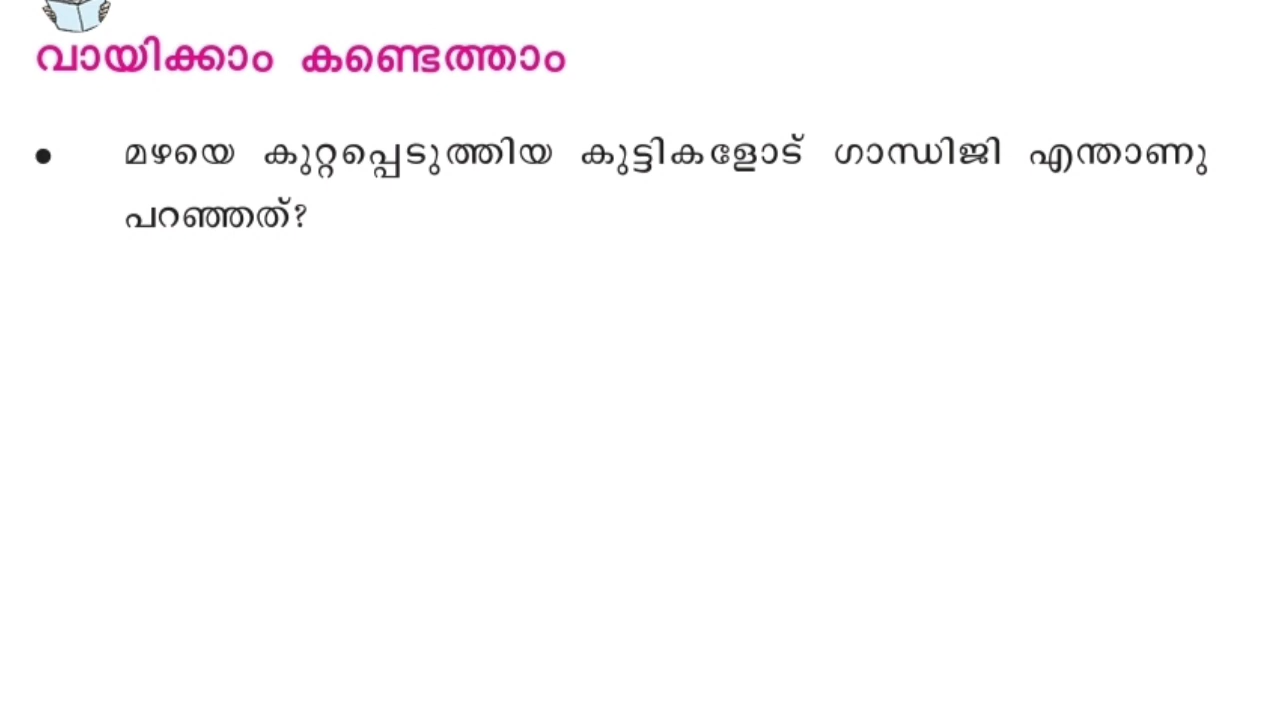 വായിക്കാം കണ്ടെത്താം
• മഴയെ കുറ്റപ്പെടുത്തിയ കുട്ടികളോട് ഗാന്ധിജി എന്താണു
പറഞ്ഞത്?